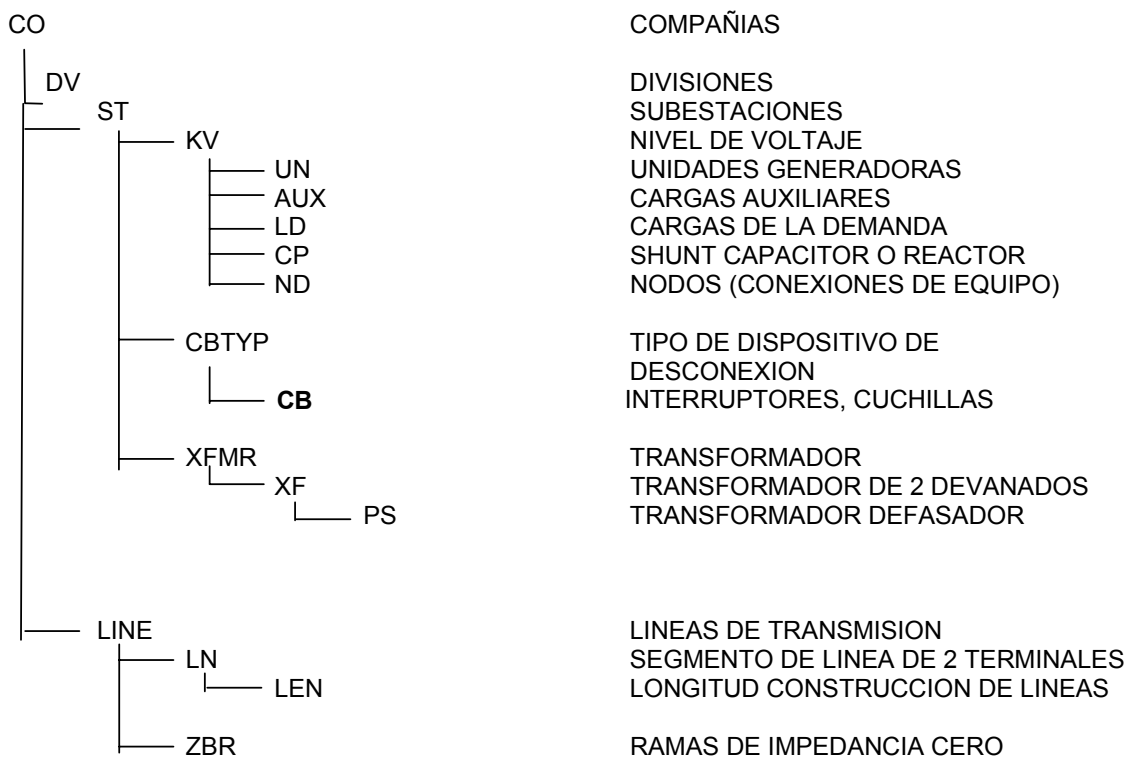 CO COMPAÑIAS
DV DIVISIONES
ST SUBESTACIONES
KV NIVEL DE VOLTAJE
UN UNIDADES GENERADORAS
AUX CARGAS AUXILIARES
LD CARGAS DE LA DEMANDA
CP SHUNT CAPACITOR O REACTOR
ND NODOS (CONEXIONES DE EQUIPO)
CBTYP TIPO DE DISPOSITIVO DE
DESCONEXION
CB INTERRUPTORES, CUCHILLAS
XFMR TRANSFORMADOR
XF TRANSFORMADOR DE 2 DEVANADOS
PS TRANSFORMADOR DEFASADOR
LINE LINEAS DE TRANSMISION
LN SEGMENTO DE LINEA DE 2 TERMINALES
LEN LONGITUD CONSTRUCCION DE LINEAS
ZBR RAMAS DE IMPEDANCIA CERO